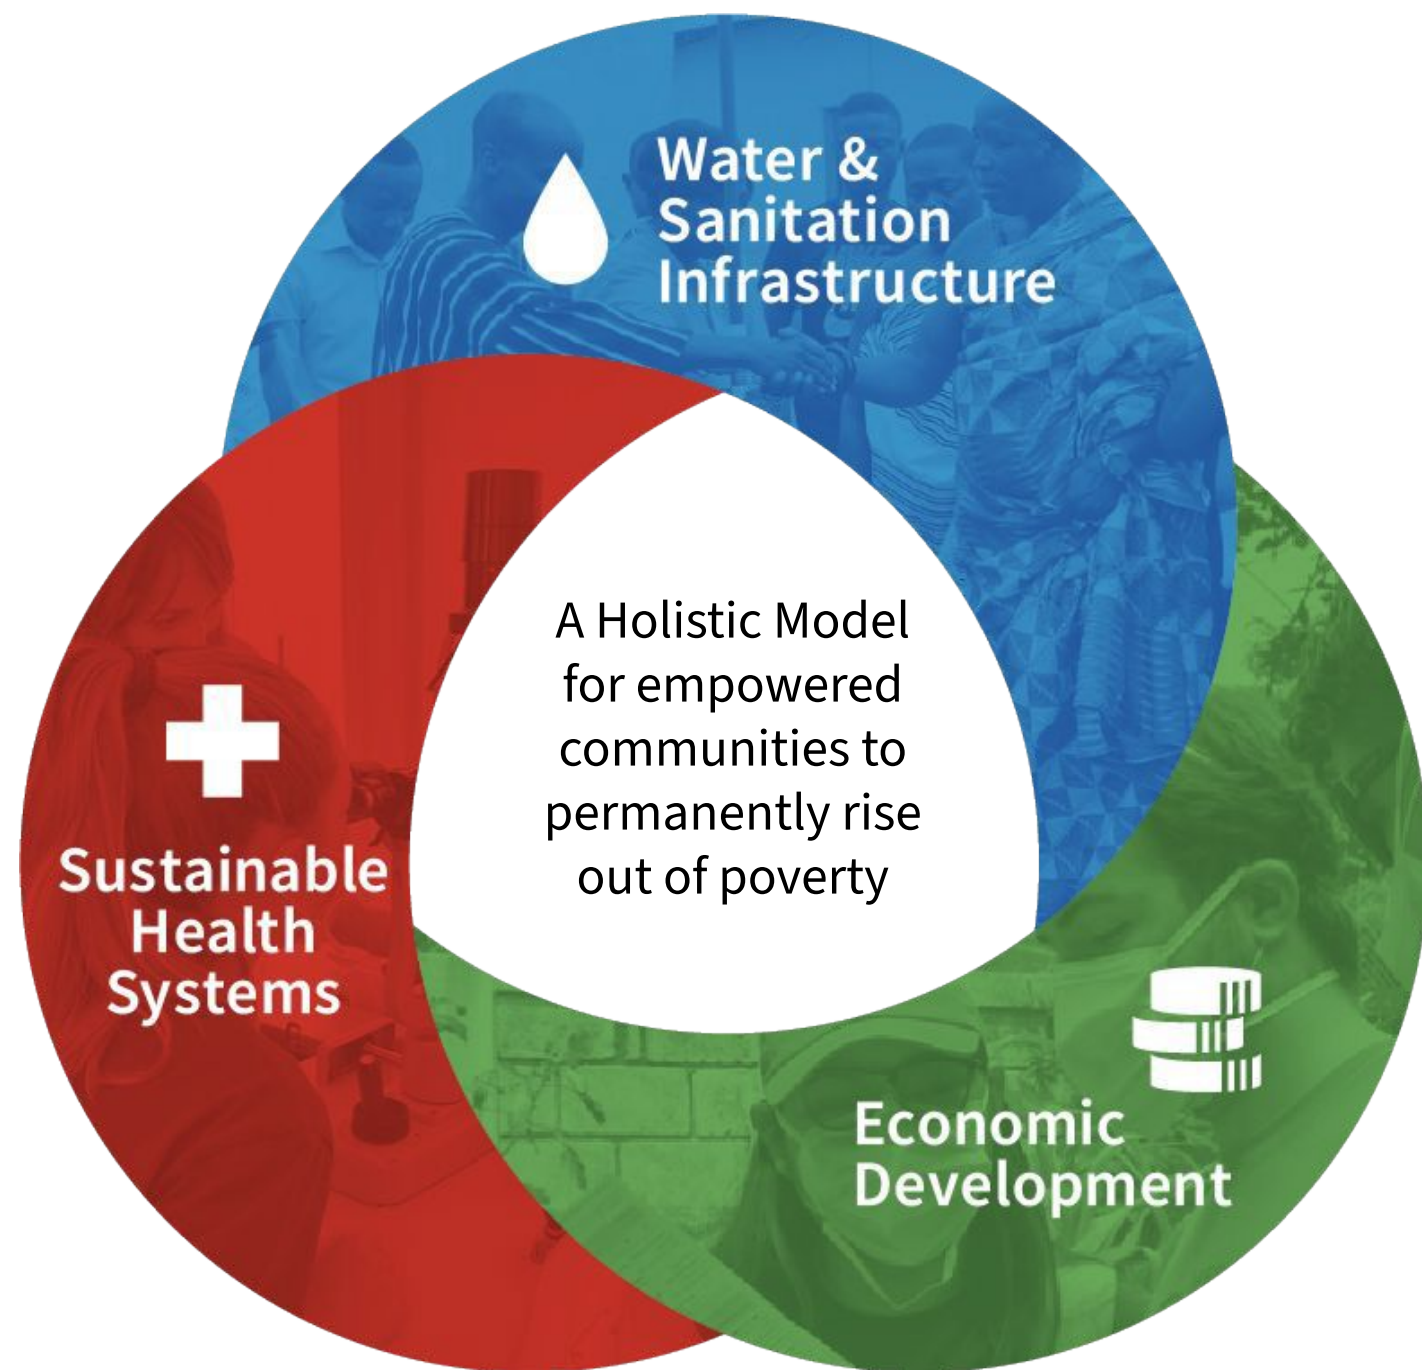 Water &
Sanitation
Infrastructure
A Holistic Model
for empowered
communities to
permanently rise
out of poverty
Sustainable
Health
Systems
Economic
Development